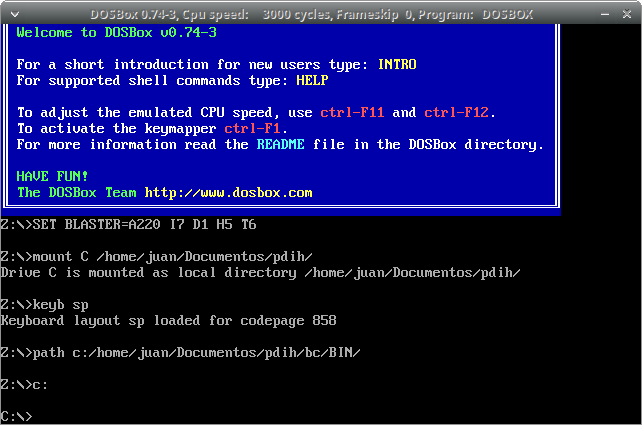 DOSBox 0.74-3, Cpu speed:    3000 cycles, Frameskip  0, Program:   DOSBOX
Welcome to DOSBox v0.74-3
For a short introduction for new users type: INTRO
For supported shell commands type: HELP
To adjust the emulated CPU speed, use ctrl-F11 and ctrl-F12.
To activate the keymapper ctrl-F1.
For more information read the README file in the DOSBox directory.
HAVE FUN!
The DOSBox Team http://www.dosbox.com
Z:\>SET BLASTER=A220 I7 D1 H5 T6
Z:\>mount C /home/juan/Documentos/pdih/
Drive C is mounted as local directory /home/juan/Documentos/pdih/
Z:\>keyb sp
Keyboard layout sp loaded for codepage 858
Z:\>path c:/home/juan/Documentos/pdih/bc/BIN/
Z:\>c:
C:\>